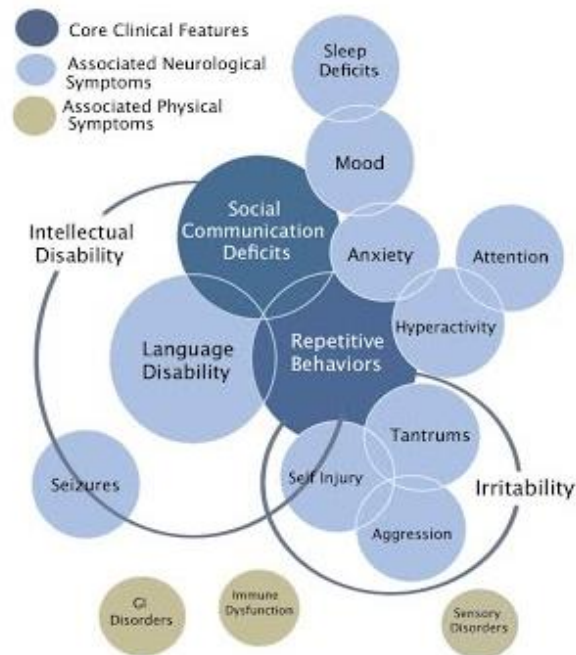 Core Clinical Features
Associated Neurological
Symptoms
Associated Physical
Symptoms
Sleep
Deficits
Mood
Social
Communication
Deficits
Intellectual
Disability
Anxiety
Attention
Hyperactivity
Language
Disability
Repetitive
Behaviors
Tantrums
Seizures
Self Injury
Irritability
Aggression
GI
Disorders
Immune
Dysfunction
Sensory
Disorders